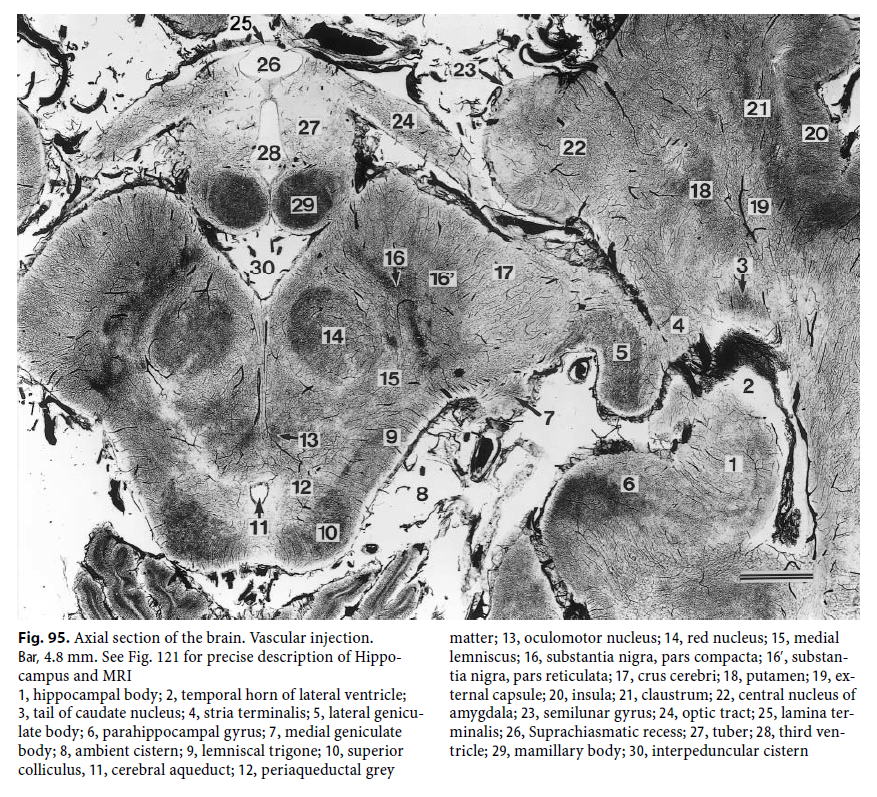 25
26
23
27
24
21
20
22
28
18
29
19
16
30
16'
17
3
14
4
5
15
2
7
13
9
1
12
8
6
11
10
Fig. 95. Axial section of the brain. Vascular injection.
Bar, 4.8 mm. See Fig. 121 for precise description of Hippo-
campus and MRI
1, hippocampal body; 2, temporal horn of lateral ventricle;
3, tail of caudate nucleus; 4, stria terminalis; 5, lateral genicu-
late body; 6, parahippocampal gyrus; 7, medial geniculate
body; 8, ambient cistern; 9, lemniscal trigone; 10, superior
colliculus, 11, cerebral aqueduct; 12, periaqueductal grey
matter; 13, oculomotor nucleus; 14, red nucleus; 15, medial
lemniscus; 16, substantia nigra, pars compacta; 16', substan-
tia nigra, pars reticulata; 17, crus cerebri; 18, putamen; 19, ex-
ternal capsule; 20, insula; 21, claustrum; 22, central nucleus of
amygdala; 23, semilunar gyrus; 24, optic tract; 25, lamina ter-
minalis; 26, Suprachiasmatic recess; 27, tuber; 28, third ven-
tricle; 29, mamillary body; 30, interpeduncular cistern